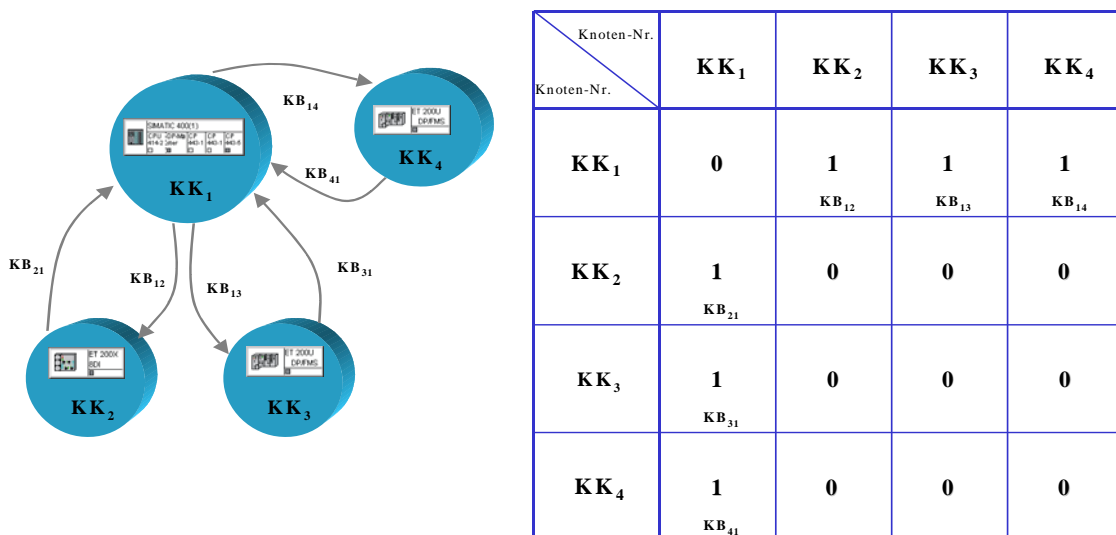 KB₁₄
SIMATIC 400(1)
ET 200U
DP/FMS
KK₄
KB₄₁
KK₁
KB₂₁
KB₁₂
KB₁₃
KB₃₁
ET 200X
8DI
KK₂
ET 200U
DP/FMS
KK₃
Knoten-Nr.
Knoten-Nr.
KK₁ KK₂ KK₃ KK₄
KK₁ 0 1 1 1
KB₁₂ KB₁₃ KB₁₄
KK₂ 1 0 0 0
KB₂₁
KK₃ 1 0 0 0
KB₃₁
KK₄ 1 0 0 0
KB₄₁